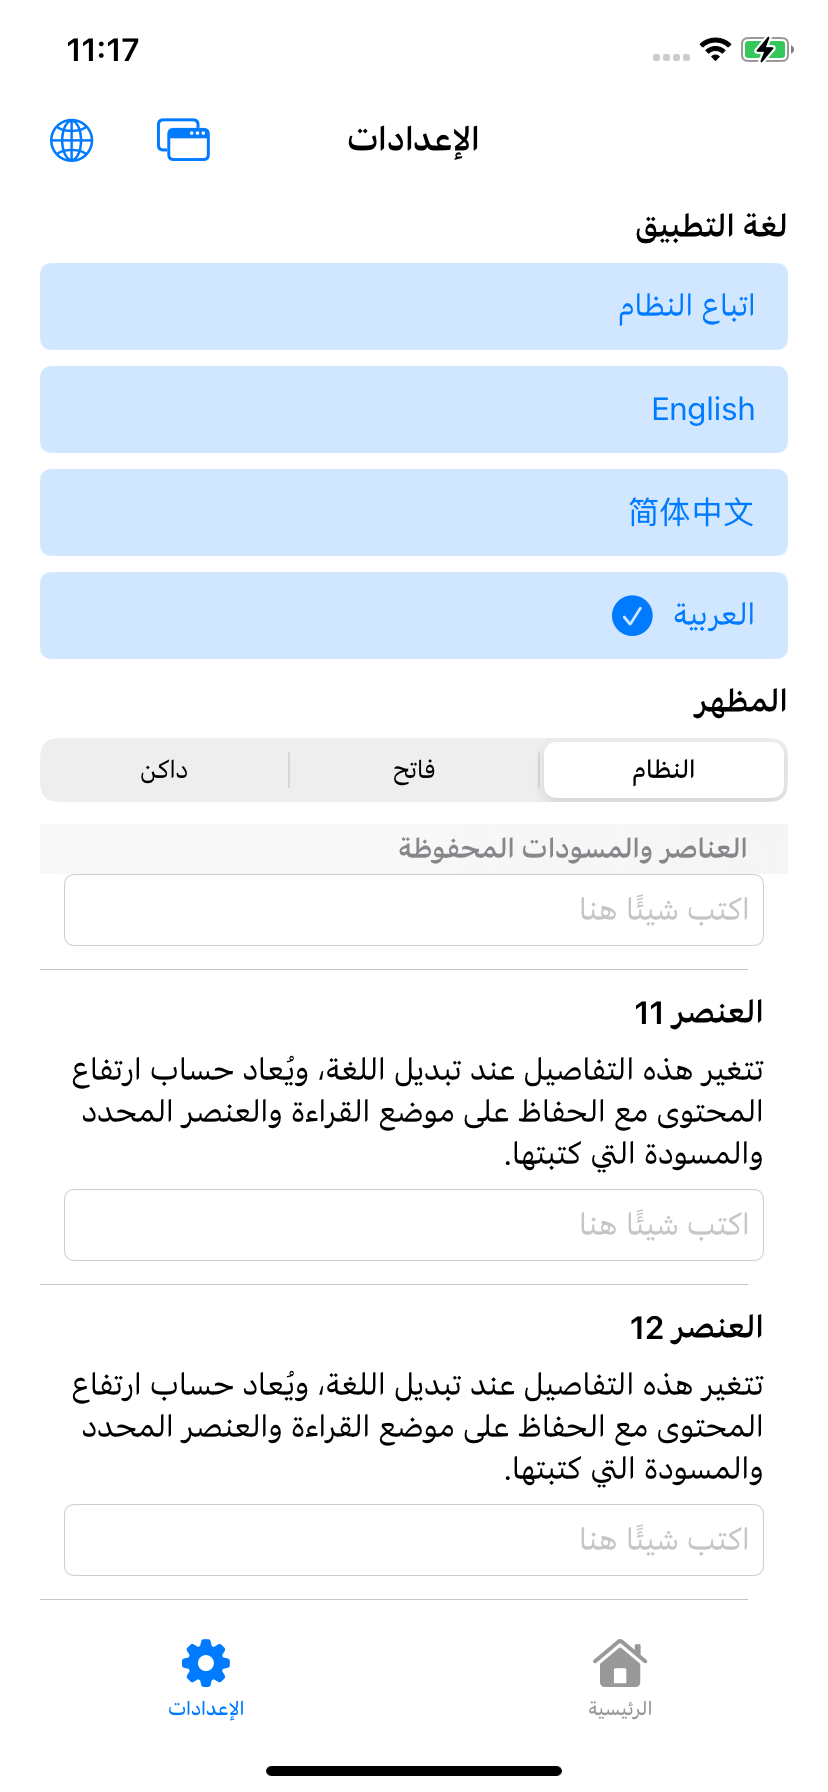 11:17
الإعدادات
لغة التطبيق
اتباع النظام
English
简体中文
العربية
المظهر
النظام
فاتح
داكن
العناصر والمسودات المحفوظة
اكتب شيئًا هنا
العنصر 11
تتغير هذه التفاصيل عند تبديل اللغة، ويُعاد حساب ارتفاع
المحتوى مع الحفاظ على موضع القراءة والعنصر المحدد
والمسودة التي كتبتها.
اكتب شيئًا هنا
العنصر 12
تتغير هذه التفاصيل عند تبديل اللغة، ويُعاد حساب ارتفاع
المحتوى مع الحفاظ على موضع القراءة والعنصر المحدد
والمسودة التي كتبتها.
اكتب شيئًا هنا
الرئيسية
الإعدادات